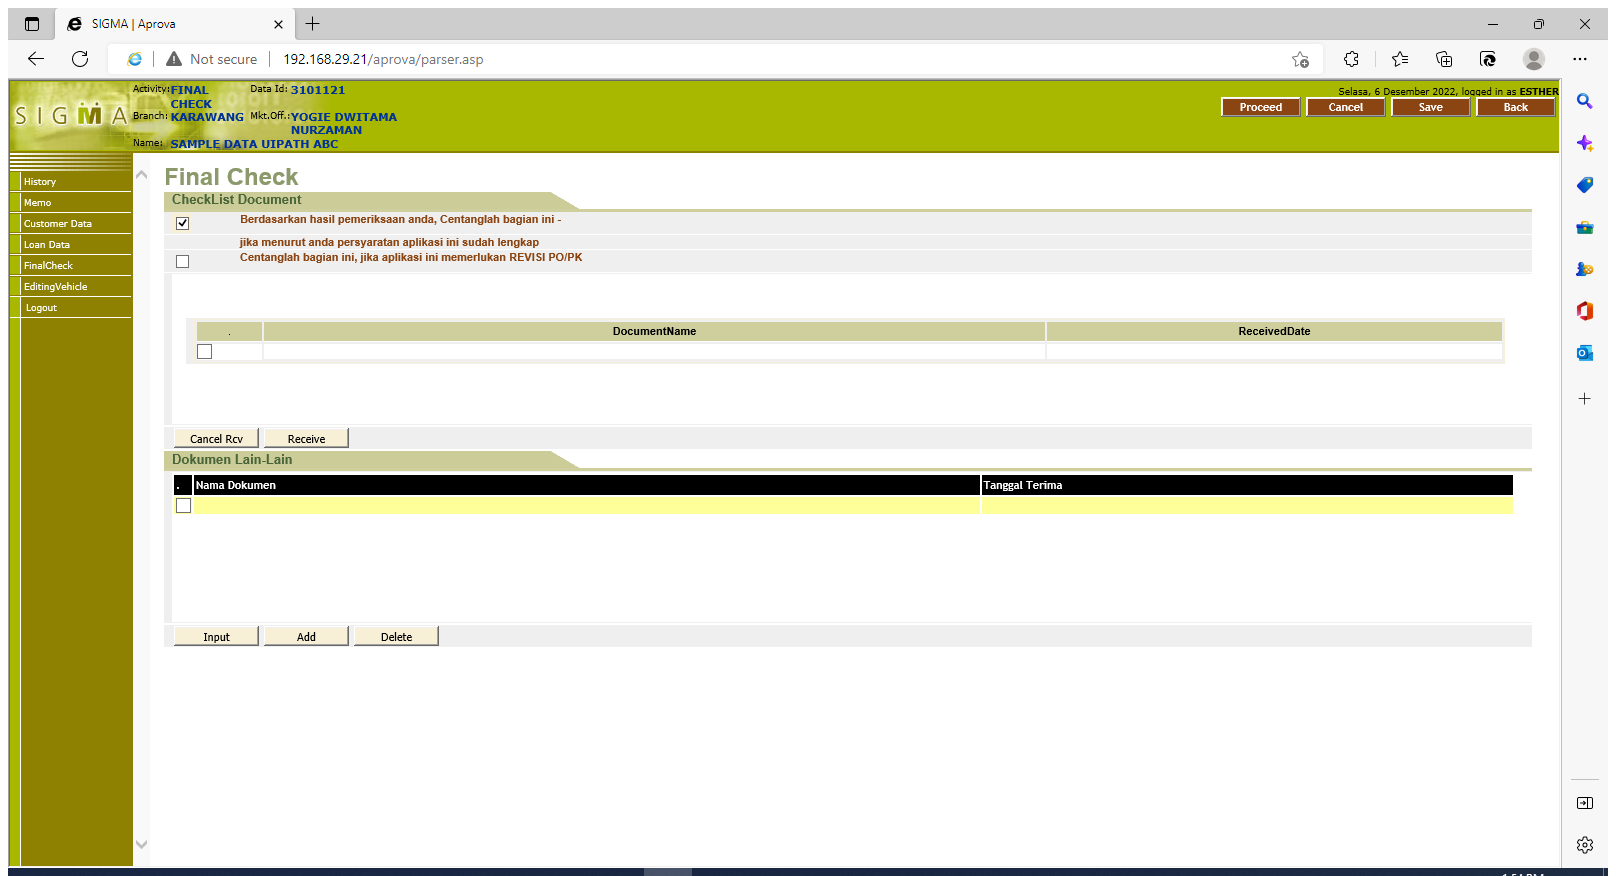 SIGMA | Aprova
Not secure
192.168.29.21/aprova/parser.asp
SIGMA
Activity: FINAL CHECK
Data Id: 3101121
Branch: KARAWANG
Mkt.Off.: YOGIE DWITAMA NURZAMAN
Name: SAMPLE DATA UIPATH ABC
Selasa, 6 Desember 2022, logged in as ESTHER
Proceed
Cancel
Save
Back
History
Memo
Customer Data
Loan Data
FinalCheck
EditingVehicle
Logout
Final Check
CheckList Document
Berdasarkan hasil pemeriksaan anda, Centanglah bagian ini -
jika menurut anda persyaratan aplikasi ini sudah lengkap
Centanglah bagian ini, jika aplikasi ini memerlukan REVISI PO/PK
. DocumentName ReceivedDate
Cancel Rcv
Receive
Dokumen Lain-Lain
. Nama Dokumen Tanggal Terima
Input
Add
Delete